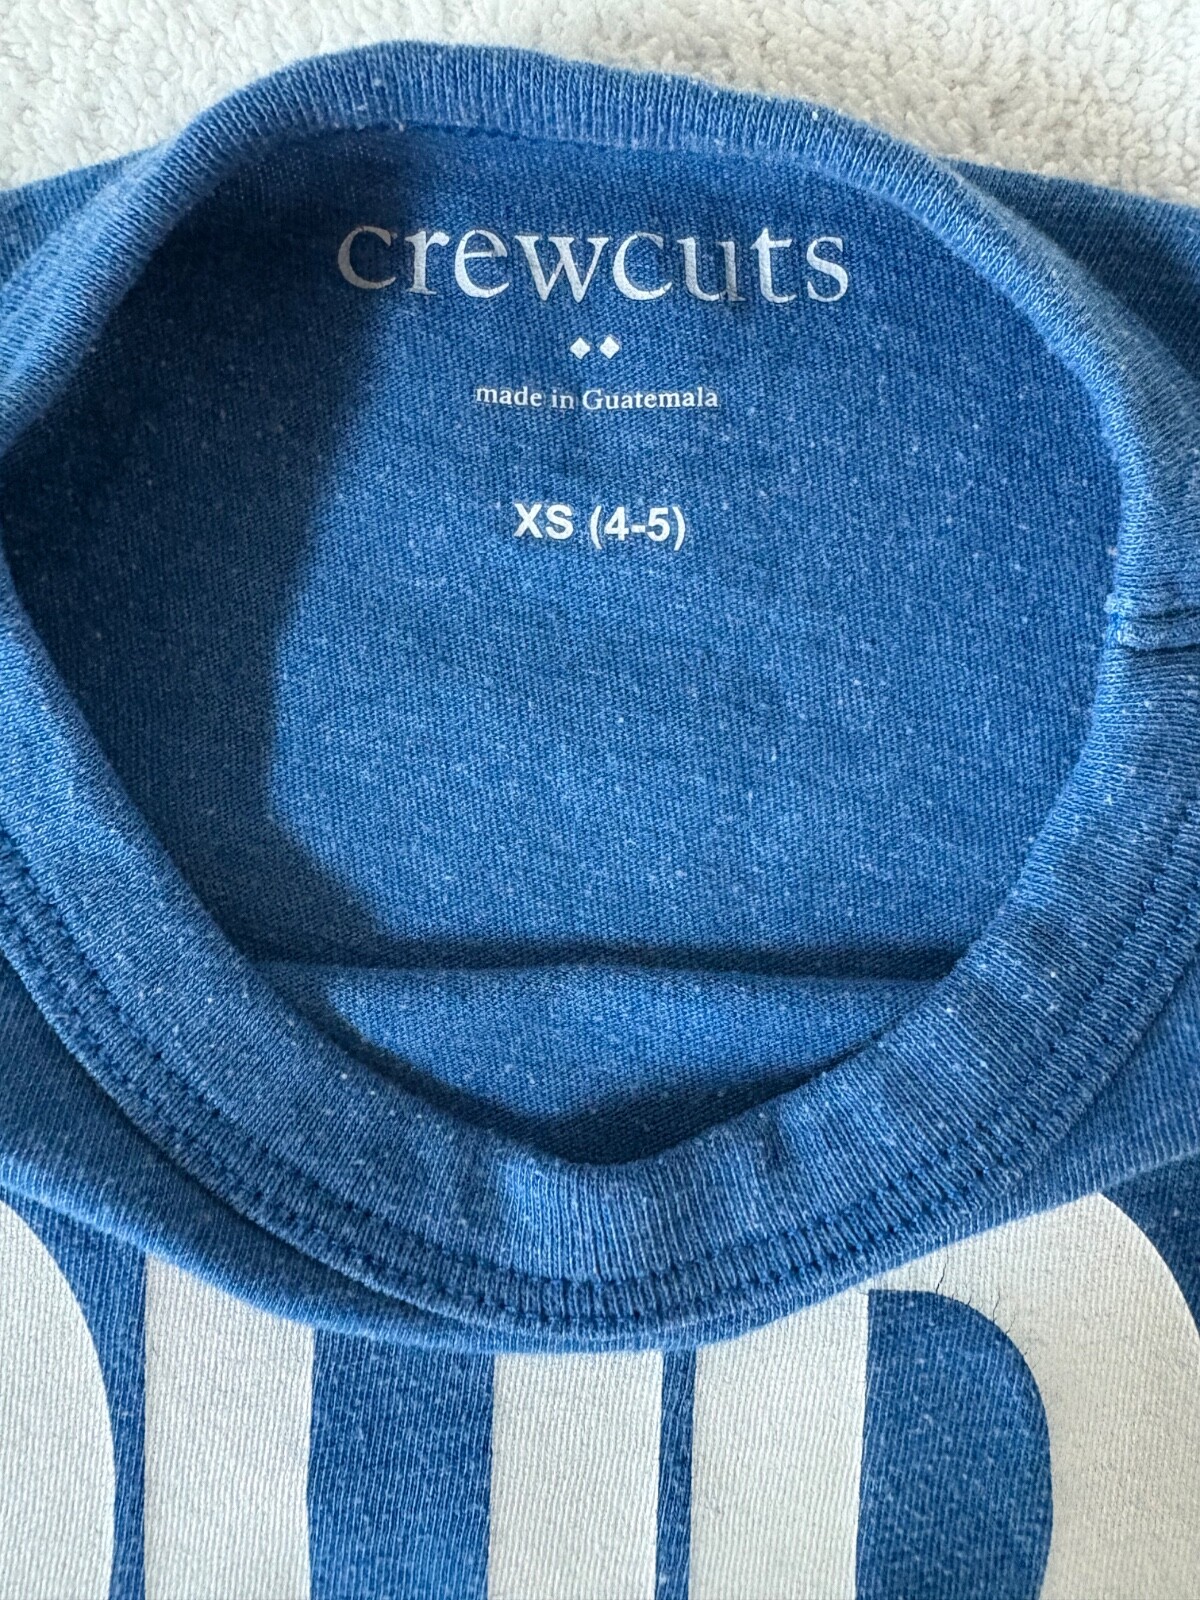 crewcuts
made in Guatemala
XS (4-5)